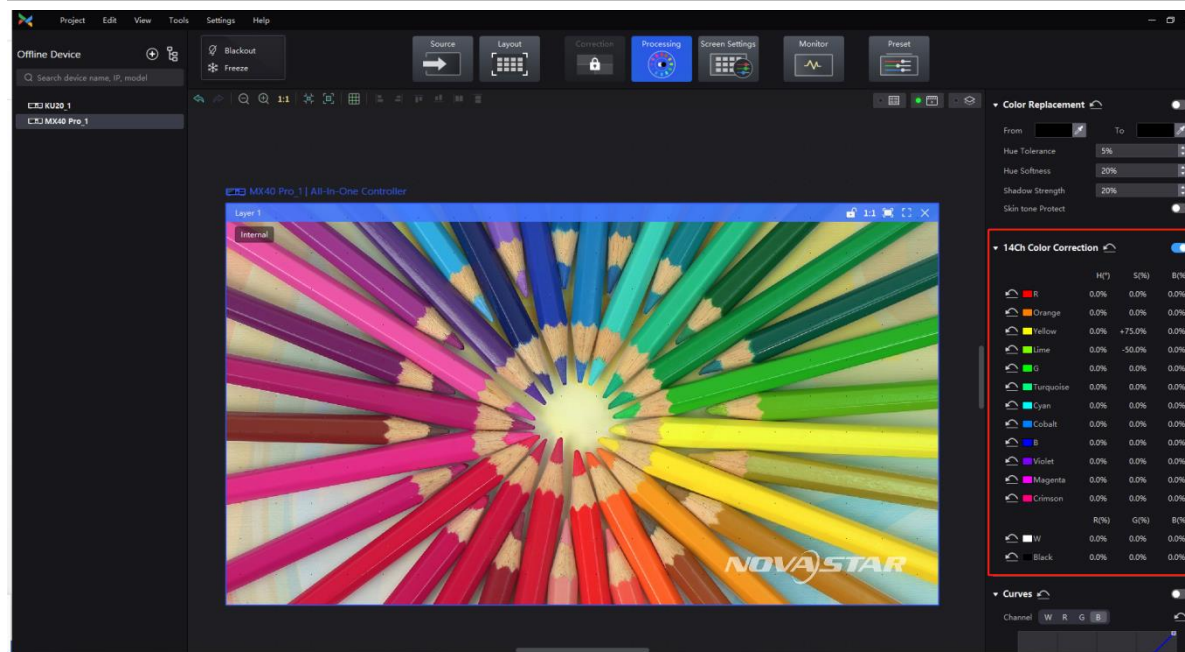 Project Edit View Tools Settings Help
Offline Device
Search device name, IP, model
KU20_1
MX40 Pro_1
Blackout
Freeze
Source Layout Correction Processing Screen Settings Monitor Preset
1:1
MX40 Pro_1 | All-In-One Controller
Layer 1 1:1
Internal
NOVASTAR
Color Replacement
From To
Hue Tolerance 5%
Hue Softness 20%
Shadow Strength 20%
Skin tone Protect
14Ch Color Correction
H(°) S(%) B(%
R 0.0% 0.0% 0.0%
Orange 0.0% 0.0% 0.0%
Yellow 0.0% +75.0% 0.0%
Lime 0.0% -50.0% 0.0%
G 0.0% 0.0% 0.0%
Turquoise 0.0% 0.0% 0.0%
Cyan 0.0% 0.0% 0.0%
Cobalt 0.0% 0.0% 0.0%
B 0.0% 0.0% 0.0%
Violet 0.0% 0.0% 0.0%
Magenta 0.0% 0.0% 0.0%
Crimson 0.0% 0.0% 0.0%
R(%) G(%) B(%
W 0.0% 0.0% 0.0%
Black 0.0% 0.0% 0.0%
Curves
Channel W R G B